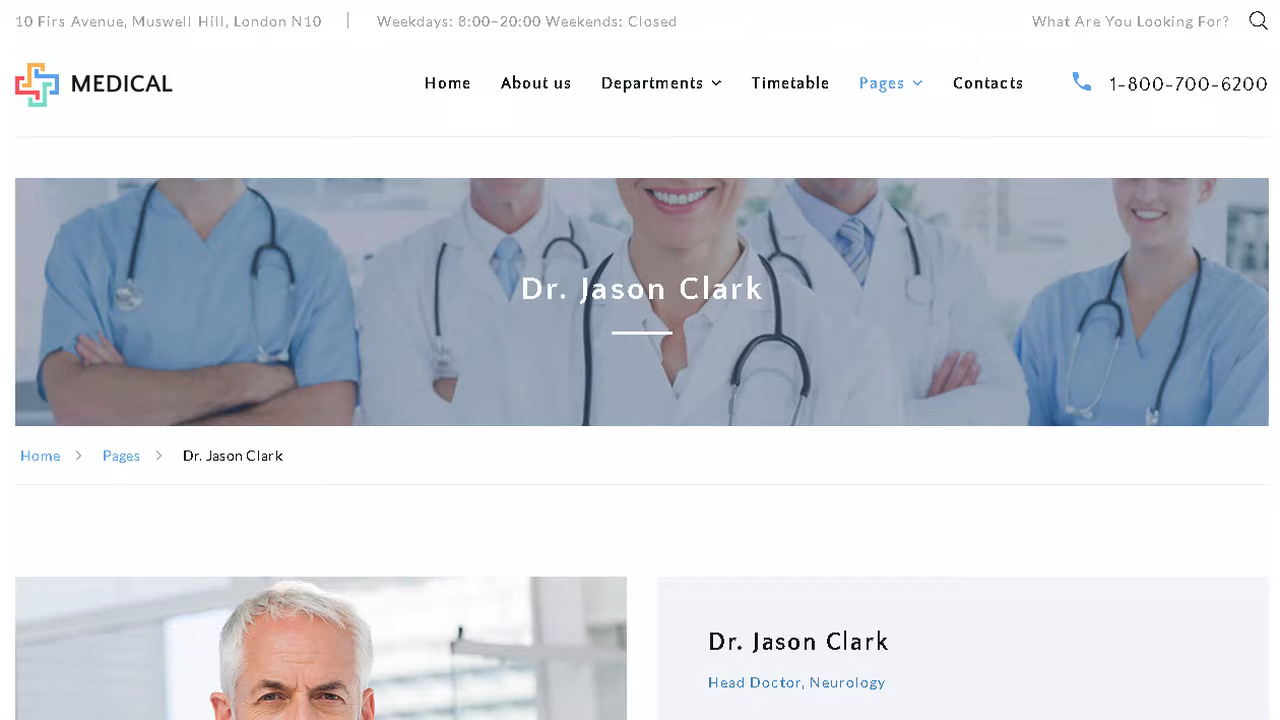 10 Firs Avenue, Muswell Hill, London N10 | Weekdays: 8:00–20:00 Weekends: Closed What Are You Looking For?
MEDICAL Home About us Departments Timetable Pages Contacts 1-800-700-6200
Dr. Jason Clark
Home > Pages > Dr. Jason Clark
Dr. Jason Clark
Head Doctor, Neurology